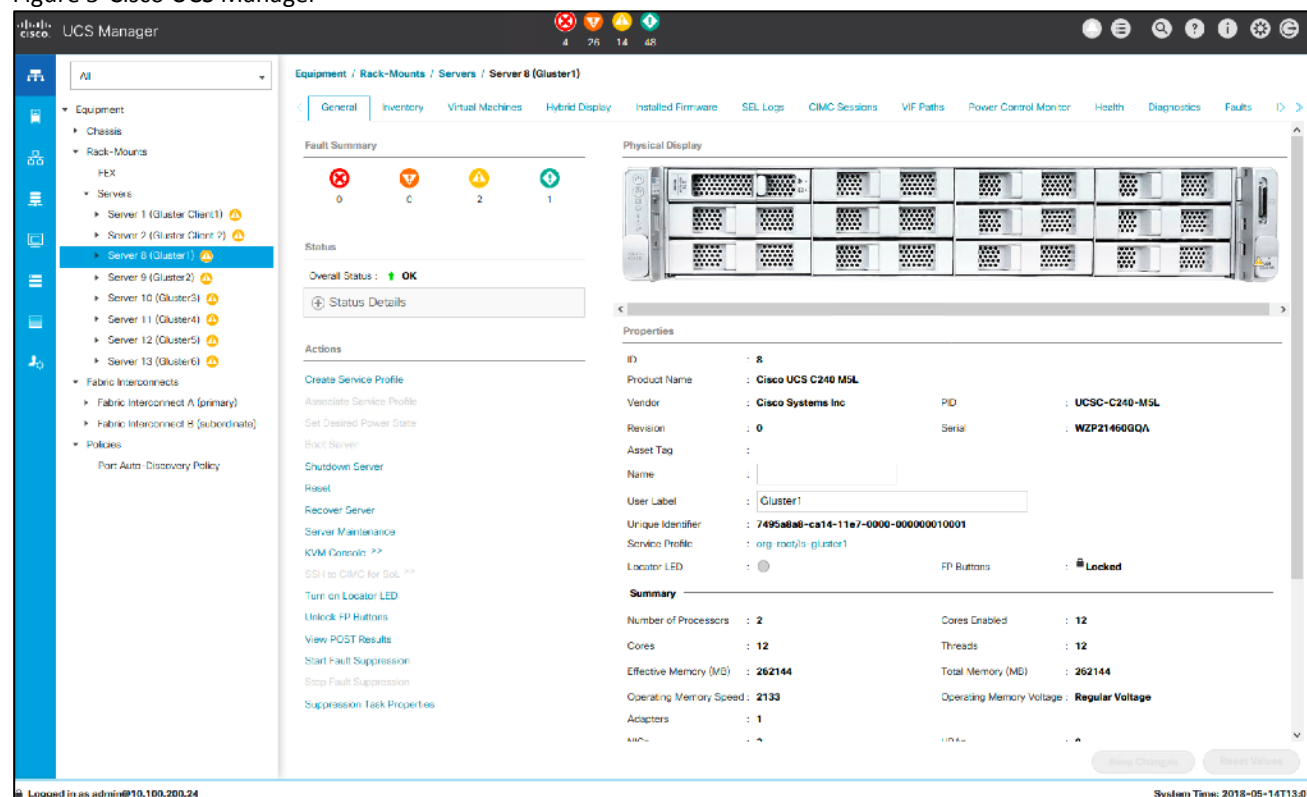 Figure 3 Cisco UCS Manager
cisco. UCS Manager
4 26 14 48
All
Equipment
Chassis
Rack-Mounts
FEX
Servers
Server 1 (Gluster Client1)
Server 2 (Gluster Client 2)
Server 8 (Gluster1)
Server 9 (Gluster2)
Server 10 (Gluster3)
Server 11 (Gluster4)
Server 12 (Gluster5)
Server 13 (Gluster6)
Fabric Interconnects
Fabric Interconnect A (primary)
Fabric Interconnect B (subordinate)
Policies
Port Auto-Discovery Policy
Equipment / Rack-Mounts / Servers / Server 8 (Gluster1)
General Inventory Virtual Machines Hybrid Display Installed Firmware SEL Logs CIMC Sessions VIF Paths Power Control Monitor Health Diagnostics Faults
Fault Summary
0 0 2 1
Status
Overall Status : OK
Status Details
Actions
Create Service Profile
Associate Service Profile
Set Desired Power State
Boot Server
Shutdown Server
Reset
Recover Server
Server Maintenance
KVM Console >>
SSH to CIMC for SoL >>
Turn on Locator LED
Unlock FP Buttons
View POST Results
Start Fault Suppression
Stop Fault Suppression
Suppression Task Properties
Physical Display
Properties
ID : 8
Product Name : Cisco UCS C240 M5L
Vendor : Cisco Systems Inc PID : UCSC-C240-M5L
Revision : 0 Serial : WZP21460GQA
Asset Tag :
Name :
User Label : Gluster1
Unique Identifier : 7495a8a8-ca14-11e7-0000-000000010001
Service Profile : org-root/ls-gluster1
Locator LED : FP Buttons : Locked
Summary
Number of Processors : 2 Cores Enabled : 12
Cores : 12 Threads : 12
Effective Memory (MB) : 262144 Total Memory (MB) : 262144
Operating Memory Speed : 2133 Operating Memory Voltage : Regular Voltage
Adapters : 1
Save Changes Reset Values
Logged in as admin@10.100.200.24 System Time: 2018-05-14T13:0